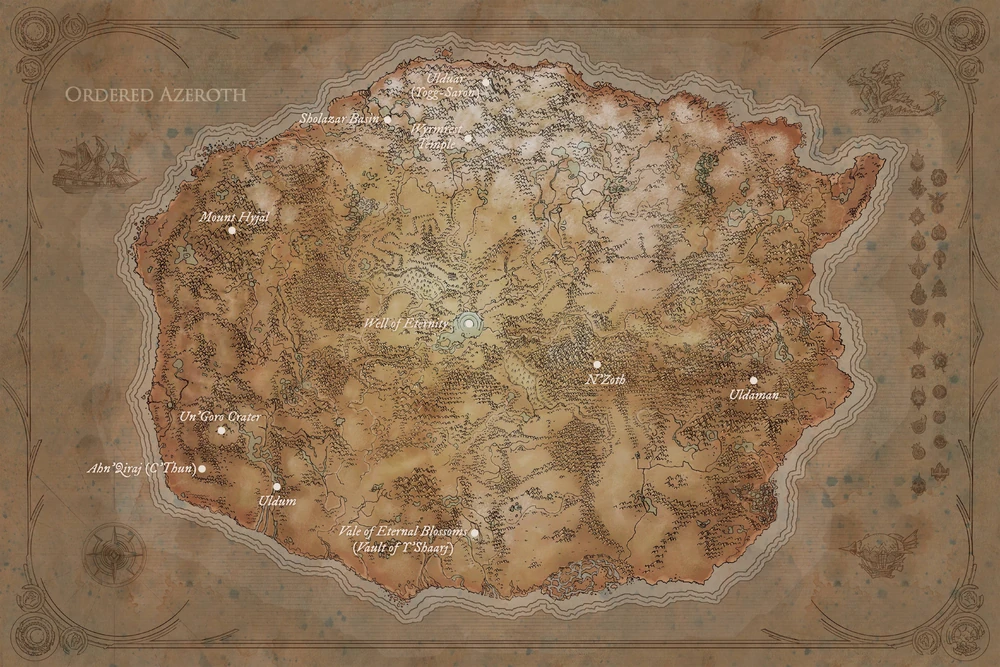 Ordered Azeroth
Ulduar
(Yogg-Saron)
Sholazar Basin
Wyrmrest
Temple
Mount Hyjal
Well of Eternity
N'Zoth
Uldaman
Un'Goro Crater
Ahn'Qiraj (C'Thun)
Uldum
Vale of Eternal Blossoms
(Vault of Y'Shaarj)